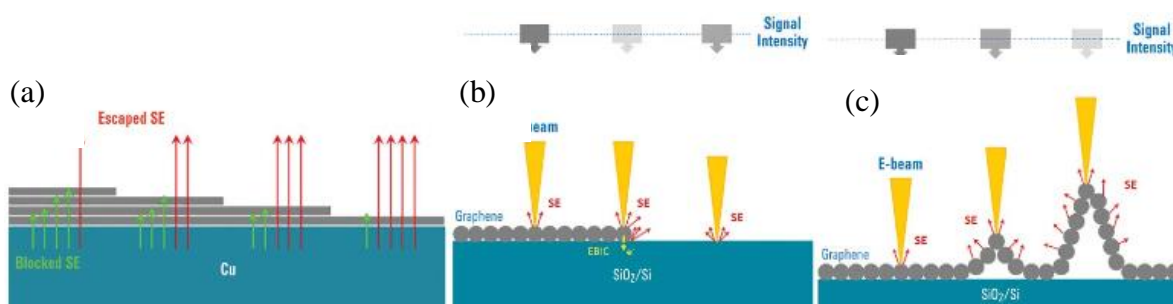 Signal
Intensity
Signal
Intensity
(a)
(b)
(c)
Escaped SE
Blocked SE
Cu
eam
SE
SE
SE
Graphene
EBIC
e-
SiO2/Si
E-beam
SE
SE
SE
Graphene
SiO2/Si